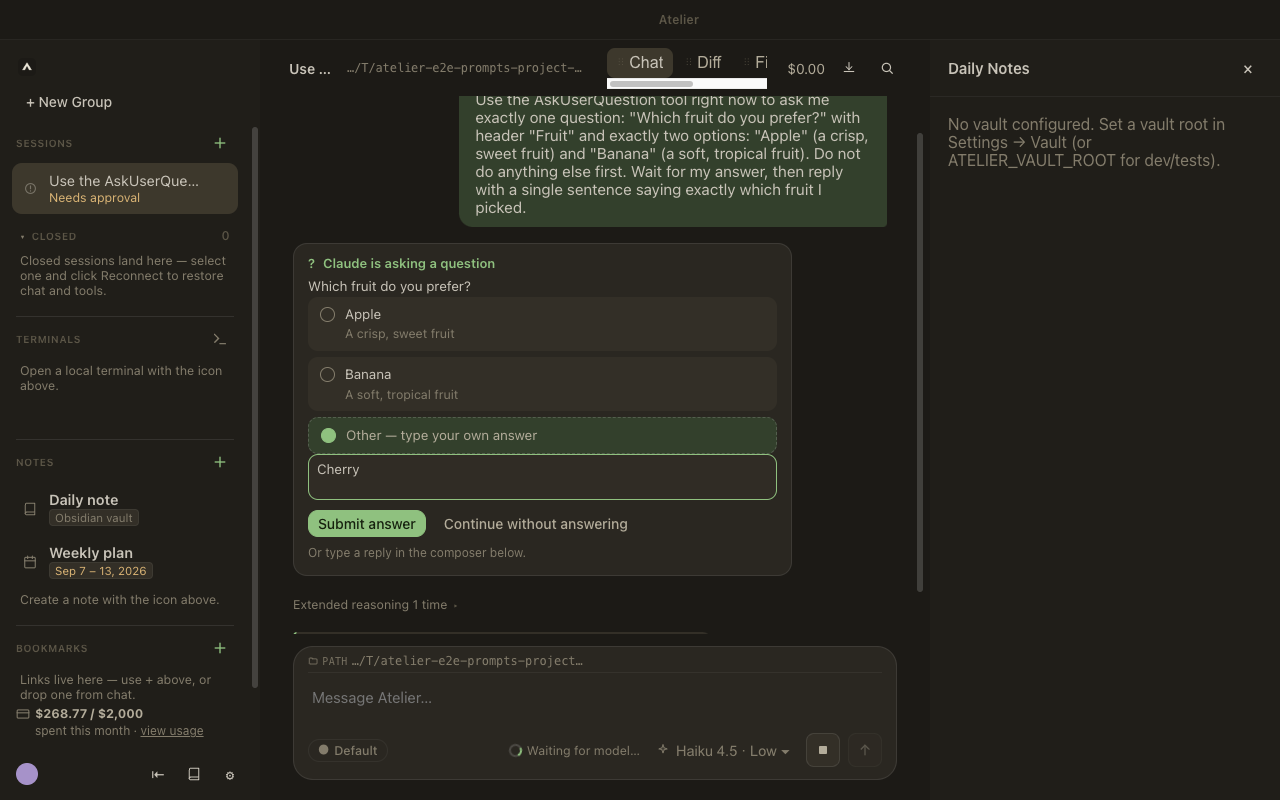 Atelier
+ New Group
SESSIONS
Use the AskUserQue...
Needs approval
CLOSED 0
Closed sessions land here — select
one and click Reconnect to restore
chat and tools.
TERMINALS
Open a local terminal with the icon
above.
NOTES
Daily note
Obsidian vault
Weekly plan
Sep 7 – 13, 2026
Create a note with the icon above.
BOOKMARKS
Links live here — use + above, or
drop one from chat.
$268.77 / $2,000
spent this month · view usage
Use ...
…/T/atelier-e2e-prompts-project-…
Chat
Diff
Fi
$0.00
Use the AskUserQuestion tool right now to ask me
exactly one question: "Which fruit do you prefer?" with
header "Fruit" and exactly two options: "Apple" (a crisp,
sweet fruit) and "Banana" (a soft, tropical fruit). Do not
do anything else first. Wait for my answer, then reply
with a single sentence saying exactly which fruit I
picked.
? Claude is asking a question
Which fruit do you prefer?
Apple
A crisp, sweet fruit
Banana
A soft, tropical fruit
Other — type your own answer
Cherry
Submit answer
Continue without answering
Or type a reply in the composer below.
Extended reasoning 1 time
PATH …/T/atelier-e2e-prompts-project…
Message Atelier...
Default
Waiting for model...
Haiku 4.5 · Low
Daily Notes
No vault configured. Set a vault root in
Settings → Vault (or
ATELIER_VAULT_ROOT for dev/tests).